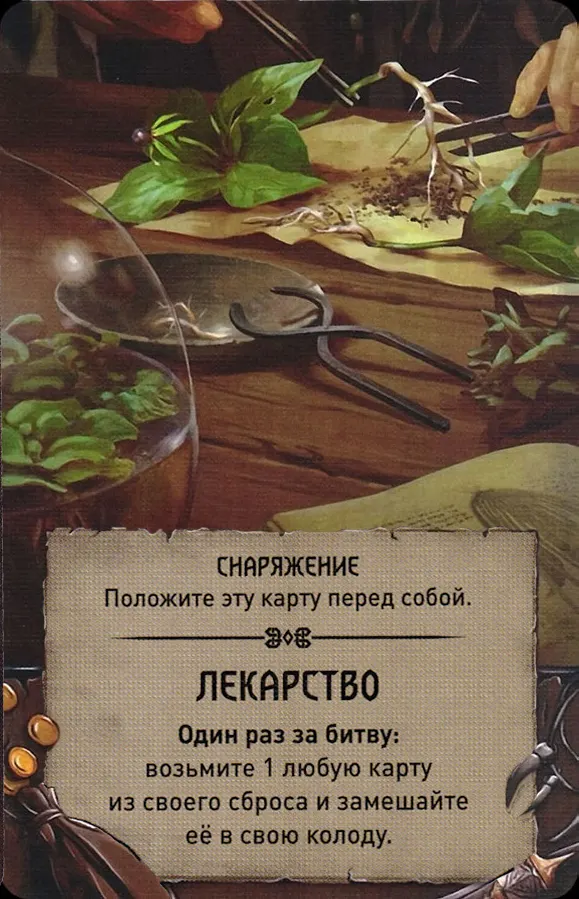 СНАРЯЖЕНИЕ
Положите эту карту перед собой.
ЛЕКАРСТВО
Один раз за битву:
возьмите 1 любую карту
из своего сброса и замешайте
её в свою колоду.